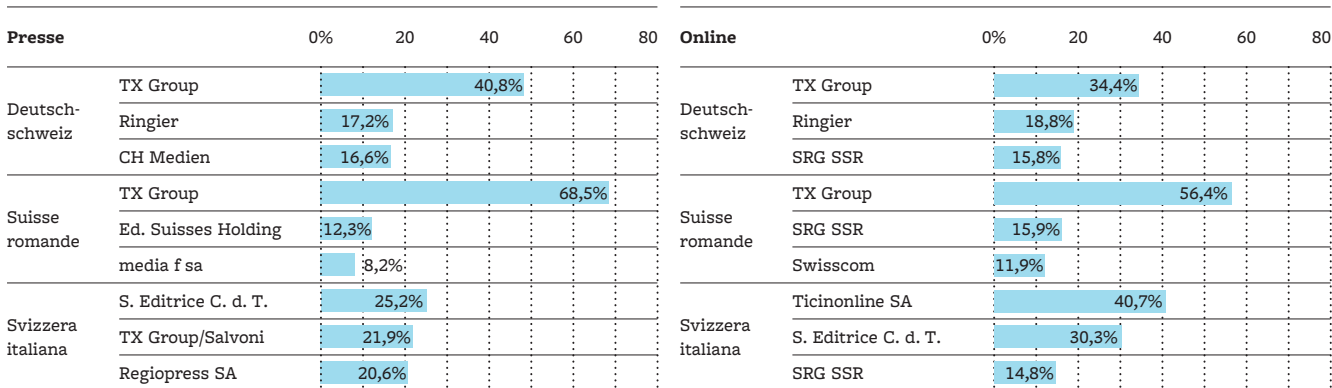 Presse 0% 20 40 60 80
Deutsch-
schweiz
TX Group 40,8%
Ringier 17,2%
CH Medien 16,6%
Suisse
romande
TX Group 68,5%
Ed. Suisses Holding 12,3%
media f sa 8,2%
Svizzera
italiana
S. Editrice C. d. T. 25,2%
TX Group/Salvoni 21,9%
Regiopress SA 20,6%
Online 0% 20 40 60 80
Deutsch-
schweiz
TX Group 34,4%
Ringier 18,8%
SRG SSR 15,8%
Suisse
romande
TX Group 56,4%
SRG SSR 15,9%
Swisscom 11,9%
Svizzera
italiana
Ticinonline SA 40,7%
S. Editrice C. d. T. 30,3%
SRG SSR 14,8%